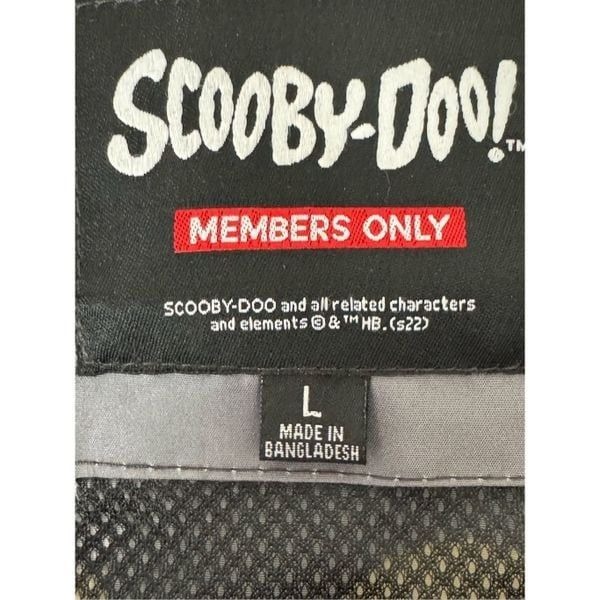 SCOOBY-DOO!™
MEMBERS ONLY
SCOOBY-DOO and all related characters
and elements © & ™ HB. (s22)
L
MADE IN
BANGLADESH